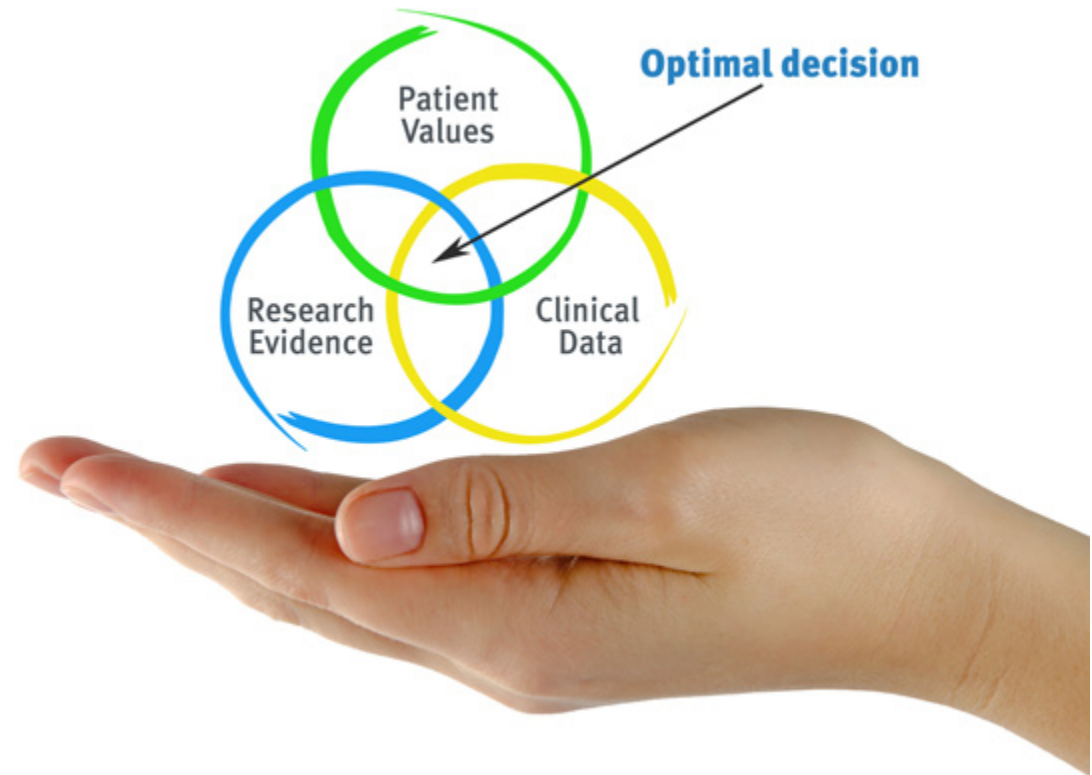 Optimal decision
Patient
Values
Research
Evidence
Clinical
Data